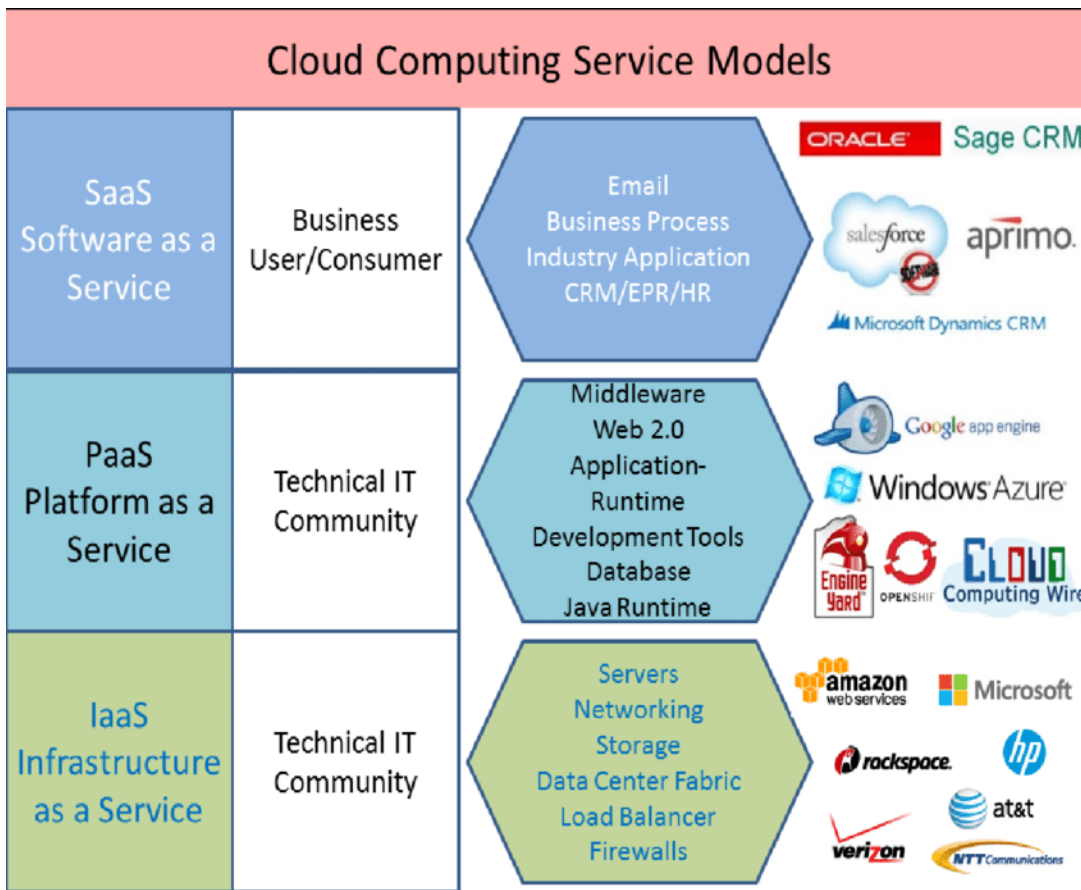 Cloud Computing Service Models
SaaS
Software as a
Service
Business
User/Consumer
Email
Business Process
Industry Application
CRM/EPR/HR
ORACLE
Sage CRM
salesforce
SOFTWARE
aprimo.
Microsoft Dynamics CRM
PaaS
Platform as a
Service
Technical IT
Community
Middleware
Web 2.0
Application-
Runtime
Development Tools
Database
Java Runtime
Google app engine
Windows Azure
Engine
Yard
OPENSHIF
CLOUD
Computing Wire
IaaS
Infrastructure
as a Service
Technical IT
Community
Servers
Networking
Storage
Data Center Fabric
Load Balancer
Firewalls
amazon
web services
Microsoft
rackspace.
hp
at&t
verizon
NTT Communications